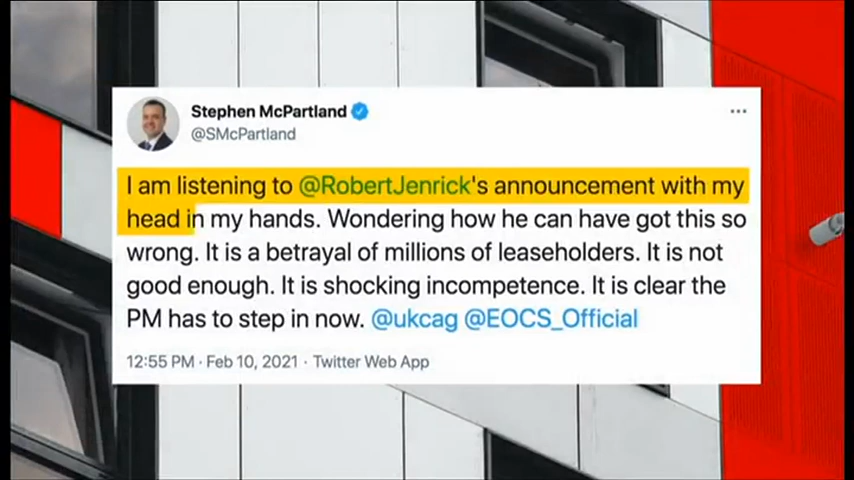 Stephen McPartland
@SMcPartland
I am listening to @RobertJenrick's announcement with my
head in my hands. Wondering how he can have got this so
wrong. It is a betrayal of millions of leaseholders. It is not
good enough. It is shocking incompetence. It is clear the
PM has to step in now. @ukcag @EOCS_Official
12:55 PM · Feb 10, 2021 · Twitter Web App